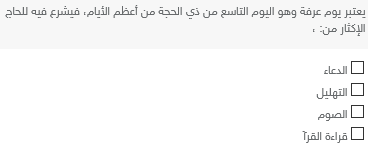 يعتبر يوم عرفة وهو اليوم التاسع من ذي الحجة من أعظم الأيام، فيشرع فيه للحاج
الإكثار من: ،
الدعاء
التهليل
الصوم
قراءة القرآ